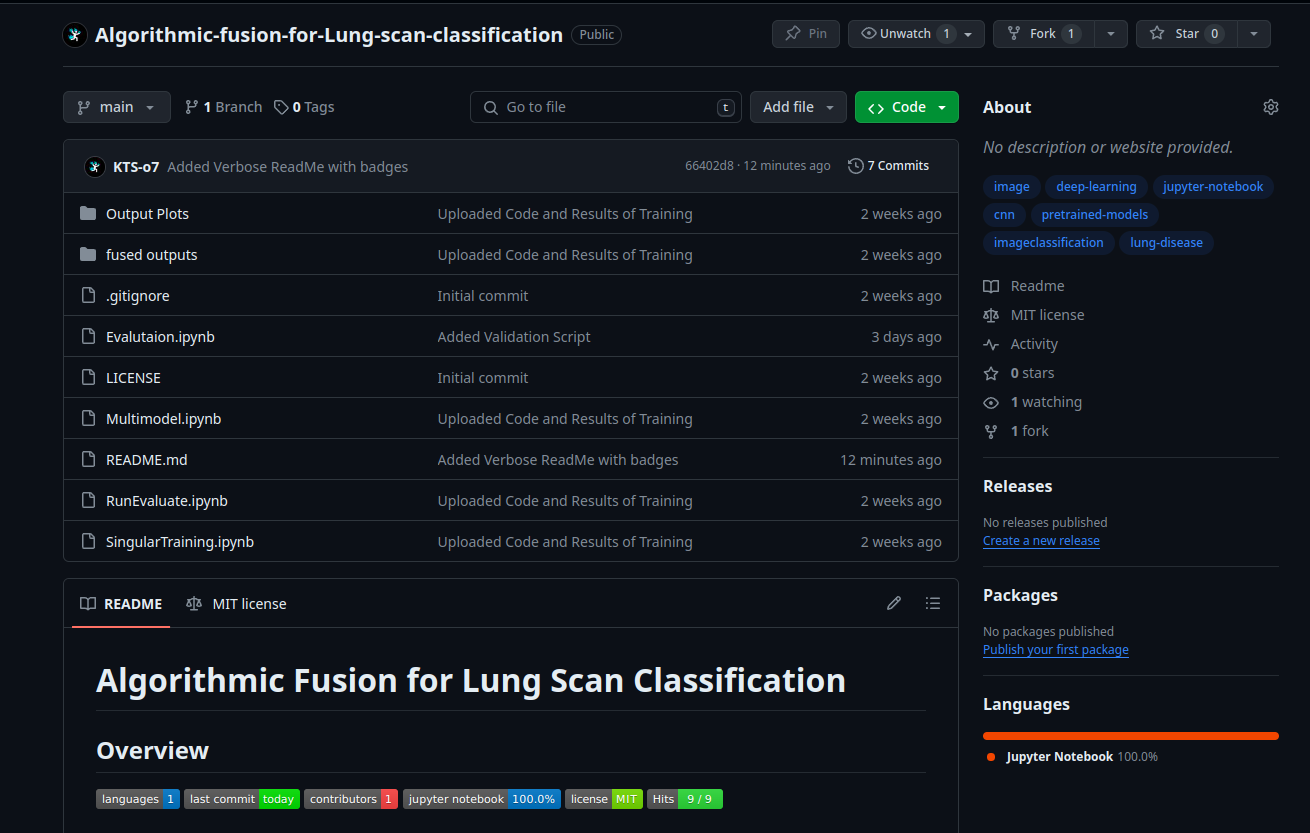 Algorithmic-fusion-for-Lung-scan-classification Public
Pin Unwatch 1 Fork 1 Star 0
main 1 Branch 0 Tags Go to file t Add file Code
KTS-o7 Added Verbose ReadMe with badges 66402d8 · 12 minutes ago 7 Commits
Output Plots Uploaded Code and Results of Training 2 weeks ago
fused outputs Uploaded Code and Results of Training 2 weeks ago
.gitignore Initial commit 2 weeks ago
Evalutaion.ipynb Added Validation Script 3 days ago
LICENSE Initial commit 2 weeks ago
Multimodel.ipynb Uploaded Code and Results of Training 2 weeks ago
README.md Added Verbose ReadMe with badges 12 minutes ago
RunEvaluate.ipynb Uploaded Code and Results of Training 2 weeks ago
SingularTraining.ipynb Uploaded Code and Results of Training 2 weeks ago
README MIT license
Algorithmic Fusion for Lung Scan Classification
Overview
languages 1 last commit today contributors 1 jupyter notebook 100.0% license MIT Hits 9 / 9
About
No description or website provided.
image deep-learning jupyter-notebook
cnn pretrained-models
imageclassification lung-disease
Readme
MIT license
Activity
0 stars
1 watching
1 fork
Releases
No releases published
Create a new release
Packages
No packages published
Publish your first package
Languages
Jupyter Notebook 100.0%